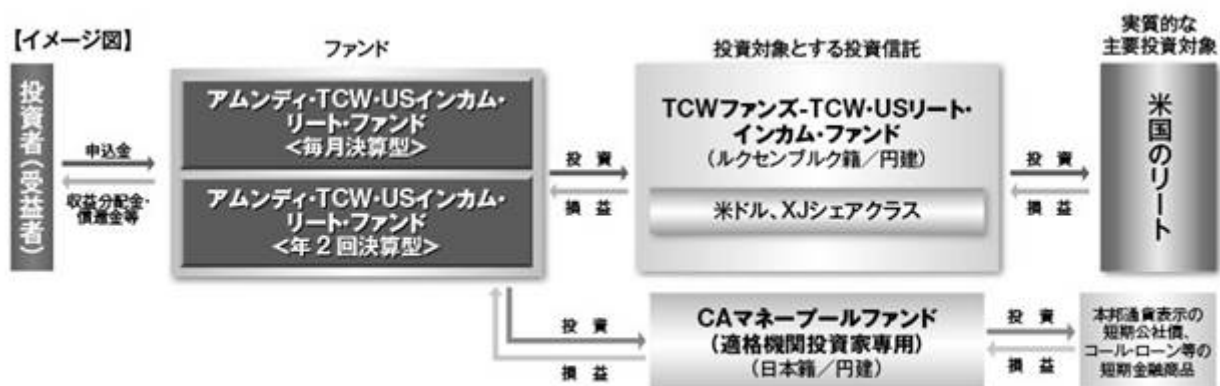 【イメージ図】
投資者(受益者)
申込金
収益分配金・
償還金等
ファンド
アムンディ・TCW・USインカム・
リート・ファンド
<毎月決算型>
アムンディ・TCW・USインカム・
リート・ファンド
<年2回決算型>
投資
損益
投資対象とする投資信託
TCWファンズ-TCW・USリート・
インカム・ファンド
(ルクセンブルク籍/円建)
米ドル、XJシェアクラス
投資
損益
実質的な
主要投資対象
米国のリート
投資
損益
CAマネープールファンド
(適格機関投資家専用)
(日本籍/円建)
投資
損益
本邦通貨表示の
短期公社債、
コール・ローン等の
短期金融商品